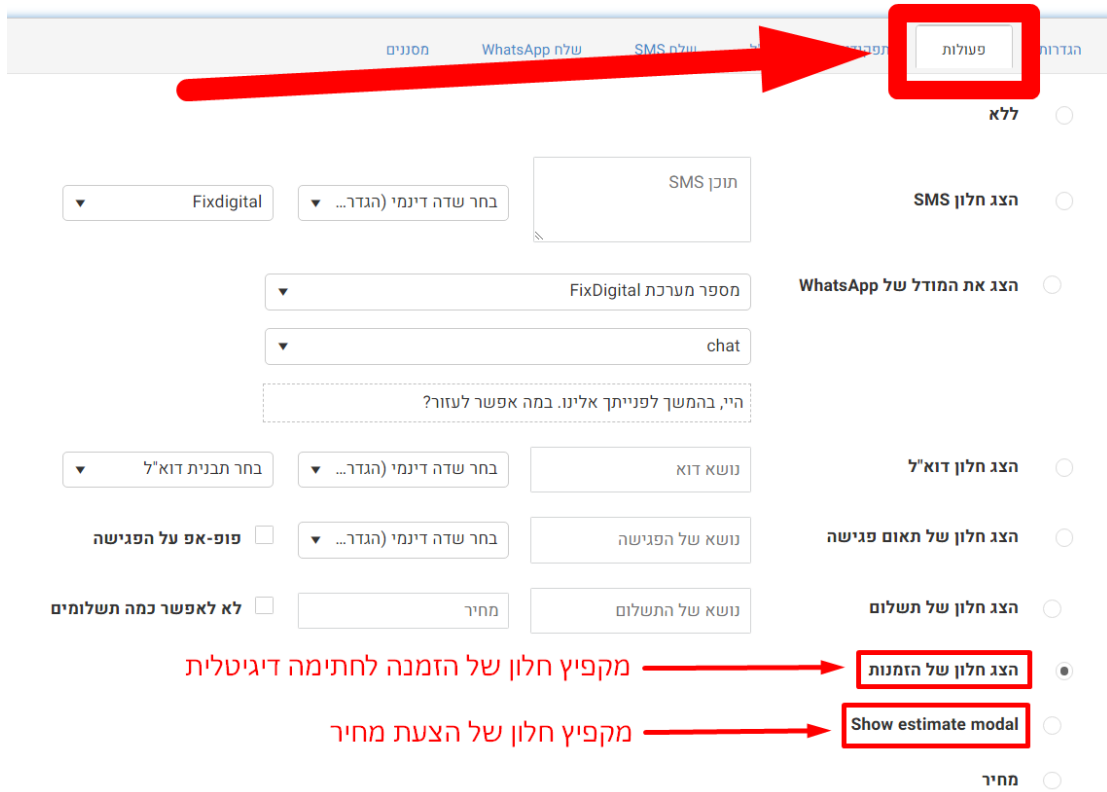 הגדרות פעולות שלח SMS שלח WhatsApp מסננים
ללא
הצג חלון SMS תוכן SMS בחר שדה דינמי (הגדר... Fixdigital
הצג את המודל של WhatsApp מספר מערכת FixDigital
chat
היי, בהמשך לפנייתך אלינו. במה אפשר לעזור?
הצג חלון דוא"ל נושא דוא בחר שדה דינמי (הגדר... בחר תבנית דוא"ל
הצג חלון של תאום פגישה נושא של הפגישה בחר שדה דינמי (הגדר... פופ-אפ על הפגישה
הצג חלון של תשלום נושא של התשלום מחיר לא לאפשר כמה תשלומים
הצג חלון של הזמנות מקפיץ חלון של הזמנה לחתימה דיגיטלית
Show estimate modal מקפיץ חלון של הצעת מחיר
מחיר